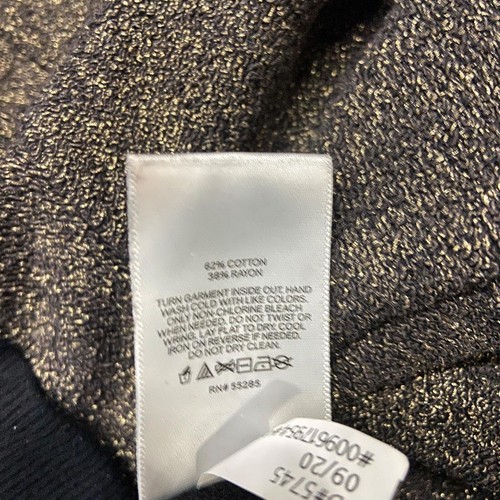 62% COTTON
38% RAYON
TURN GARMENT INSIDE OUT. HAND
WASH COLD WITH LIKE COLORS.
ONLY NON-CHLORINE BLEACH
WHEN NEEDED. DO NOT TWIST OR
WRING. LAY FLAT TO DRY. COOL
IRON ON REVERSE IF NEEDED.
DO NOT DRY CLEAN.
RN# 55285
#5745
09/20